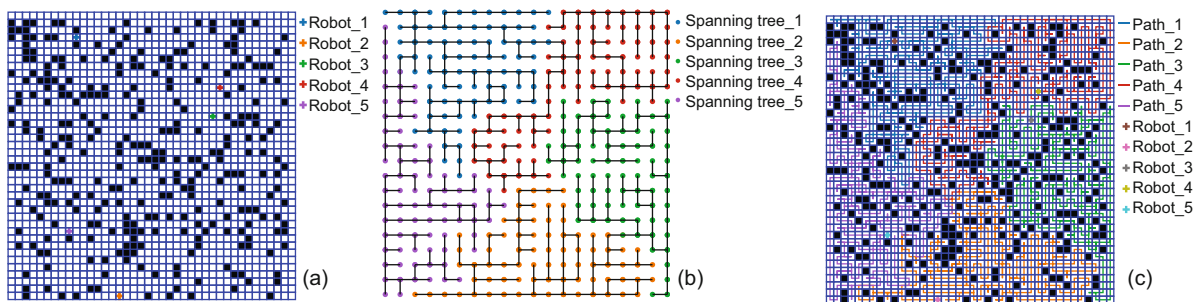 Robot_1
Robot_2
Robot_3
Robot_4
Robot_5
(a)
Spanning tree_1
Spanning tree_2
Spanning tree_3
Spanning tree_4
Spanning tree_5
(b)
Path_1
Path_2
Path_3
Path_4
Path_5
Robot_1
Robot_2
Robot_3
Robot_4
Robot_5
(c)